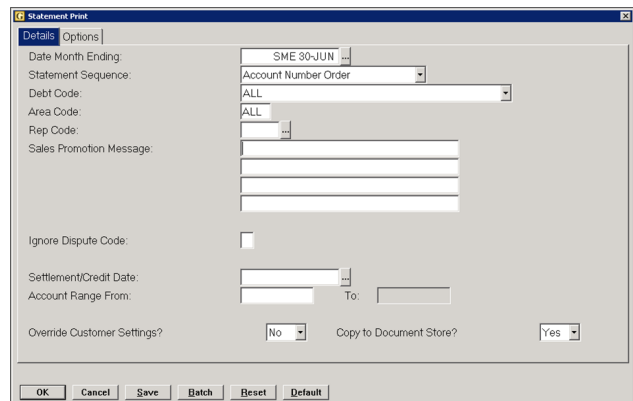 G Statement Print
Details Options
Date Month Ending: SME 30-JUN ...
Statement Sequence: Account Number Order
Debt Code: ALL
Area Code: ALL
Rep Code: ...
Sales Promotion Message:
Ignore Dispute Code:
Settlement/Credit Date: ...
Account Range From: To:
Override Customer Settings? No Copy to Document Store? Yes
OK Cancel Save Batch Reset Default